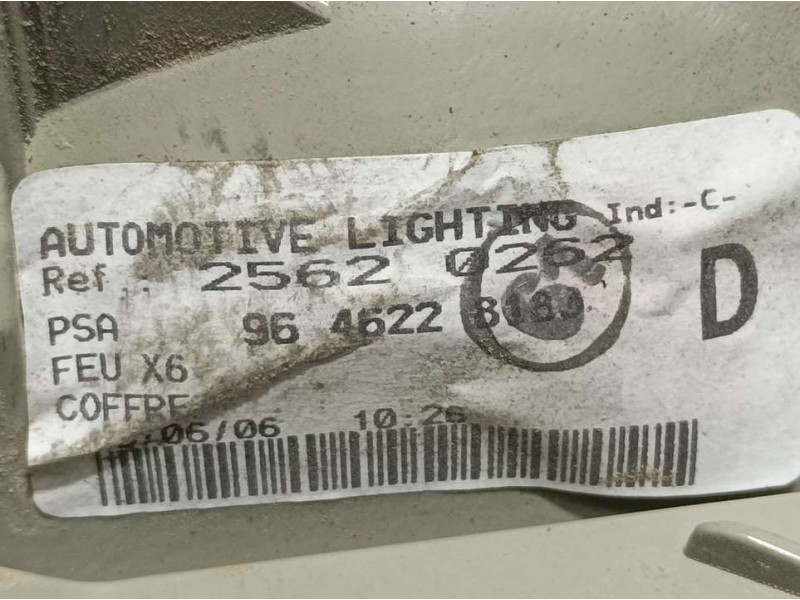 AUTOMOTIVE LIGHTING Ind:-C-
Ref.: 2562 0262
PSA 96 4622
D
FEU X6
COFFRE
/06/06 10:26